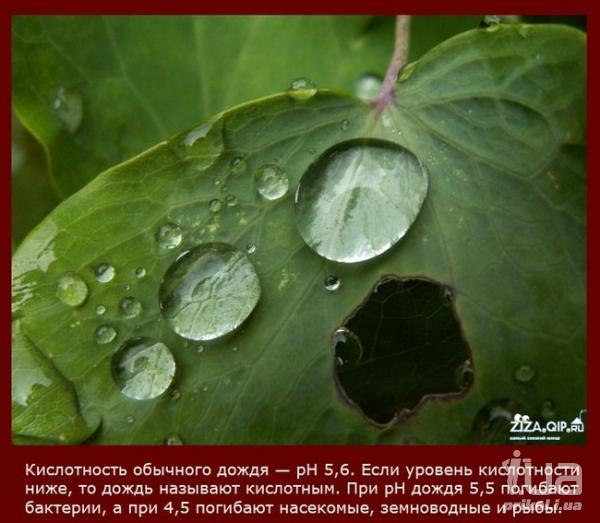 ZIZA.QIP.RU
Кислотность обычного дождя — pH 5,6. Если уровень кислотности
ниже, то дождь называют кислотным. При pH дождя 5,5 погибают
бактерии, а при 4,5 погибают насекомые, земноводные и рыбы.